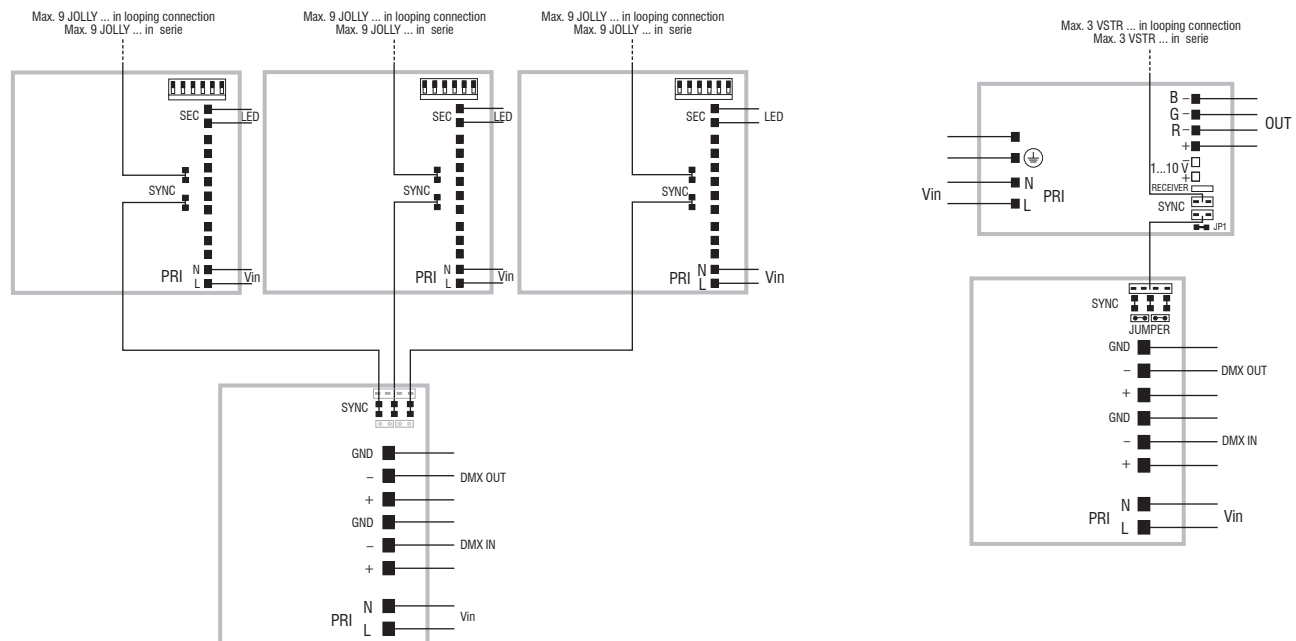 Max. 9 JOLLY ... in looping connection
Max. 9 JOLLY ... in serie
SEC
LED
SYNC
N
PRI
L
Vin
Max. 9 JOLLY ... in looping connection
Max. 9 JOLLY ... in serie
SEC
LED
SYNC
N
PRI
L
Vin
Max. 9 JOLLY ... in looping connection
Max. 9 JOLLY ... in serie
SEC
LED
SYNC
N
PRI
L
Vin
SYNC
GND
− DMX OUT
+
GND
− DMX IN
+
N
PRI
L
Vin
Max. 3 VSTR ... in looping connection
Max. 3 VSTR ... in serie
B −
G −
R −
+
OUT
−
1...10 V
+
RECEIVER
SYNC
JP1
Vin
N
PRI
L
SYNC
JUMPER
GND
− DMX OUT
+
GND
− DMX IN
+
N
PRI
L
Vin